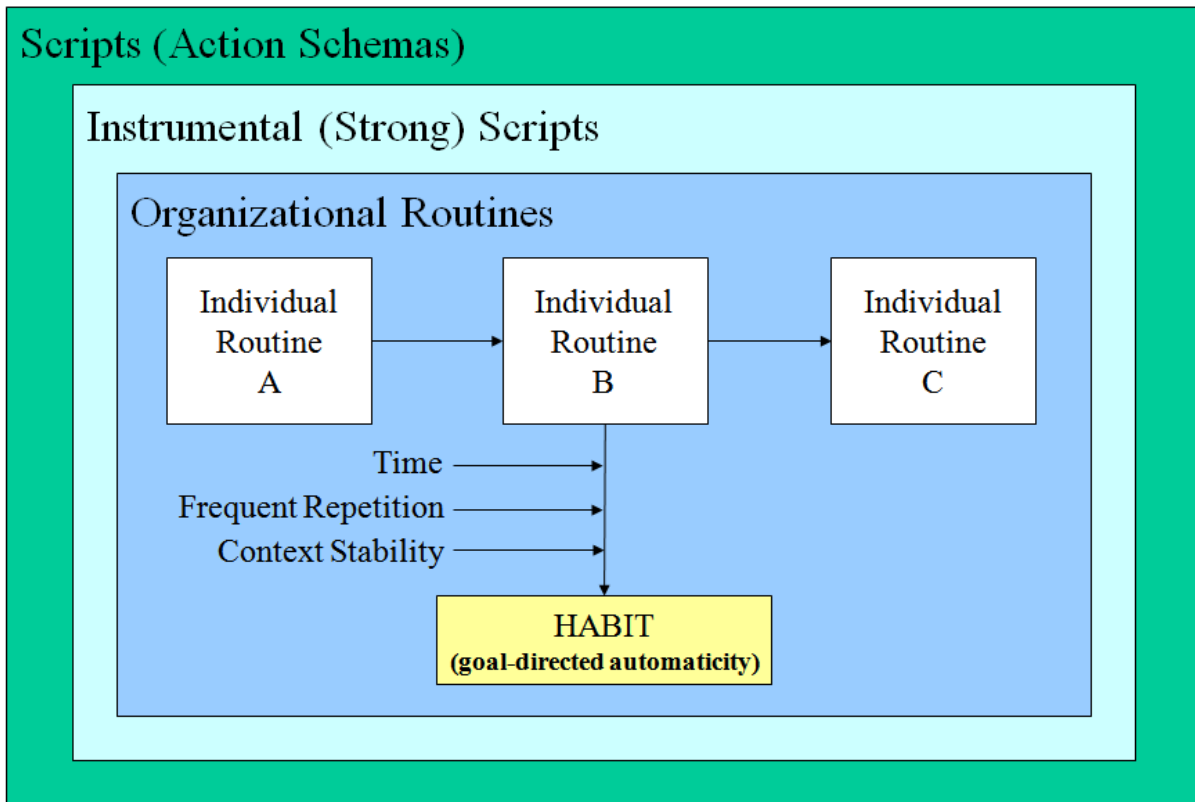 Scripts (Action Schemas)
Instrumental (Strong) Scripts
Organizational Routines
Individual
Routine
A
Individual
Routine
B
Individual
Routine
C
Time
Frequent Repetition
Context Stability
HABIT
(goal-directed automaticity)